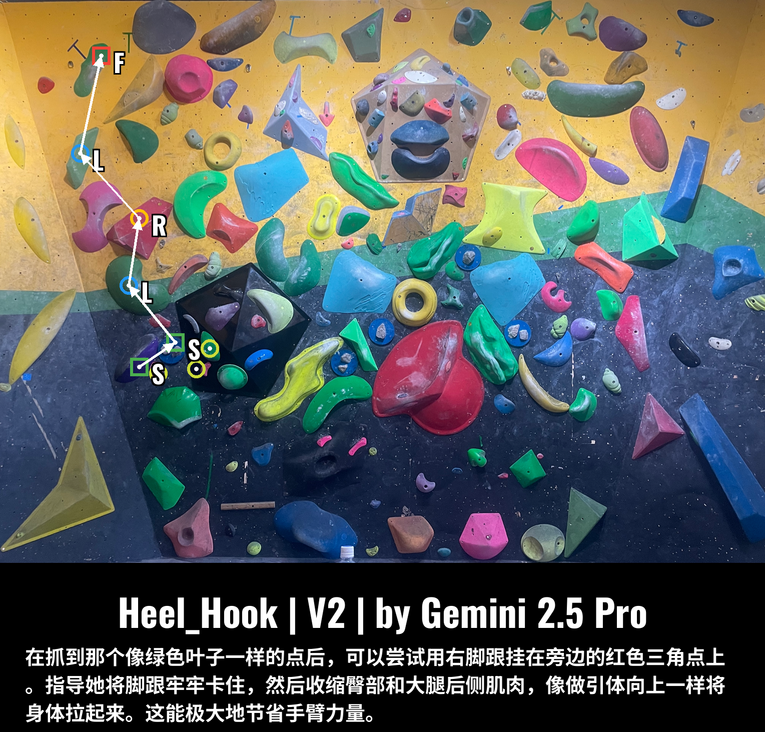 F
L
R
L
S
S
Heel_Hook | V2 | by Gemini 2.5 Pro
在抓到那个像绿色叶子一样的点后，可以尝试用右脚跟挂在旁边的红色三角点上
。指导她将脚跟牢牢卡住，然后收缩臀部和大腿后侧肌肉，像做引体向上一样将
身体拉起来。这能极大地节省手臂力量。